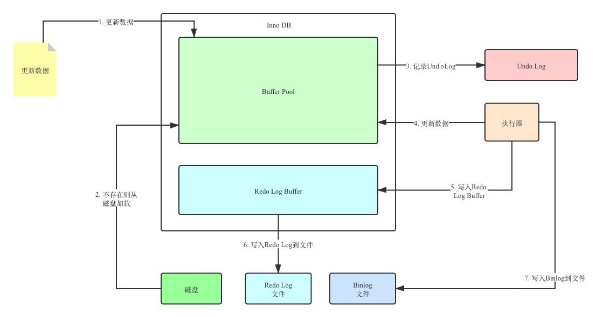 1. 更新数据
Inno DB
更新数据
Buffer Pool
3. 记录UndoLog
Undo Log
4. 更新数据
执行器
2. 不存在则从
磁盘加载
Redo Log Buffer
5. 写入Redo
Log Buffer
6. 写入Redo Log到文件
7. 写入Binlog到文件
磁盘
Redo Log
文件
Binlog
文件